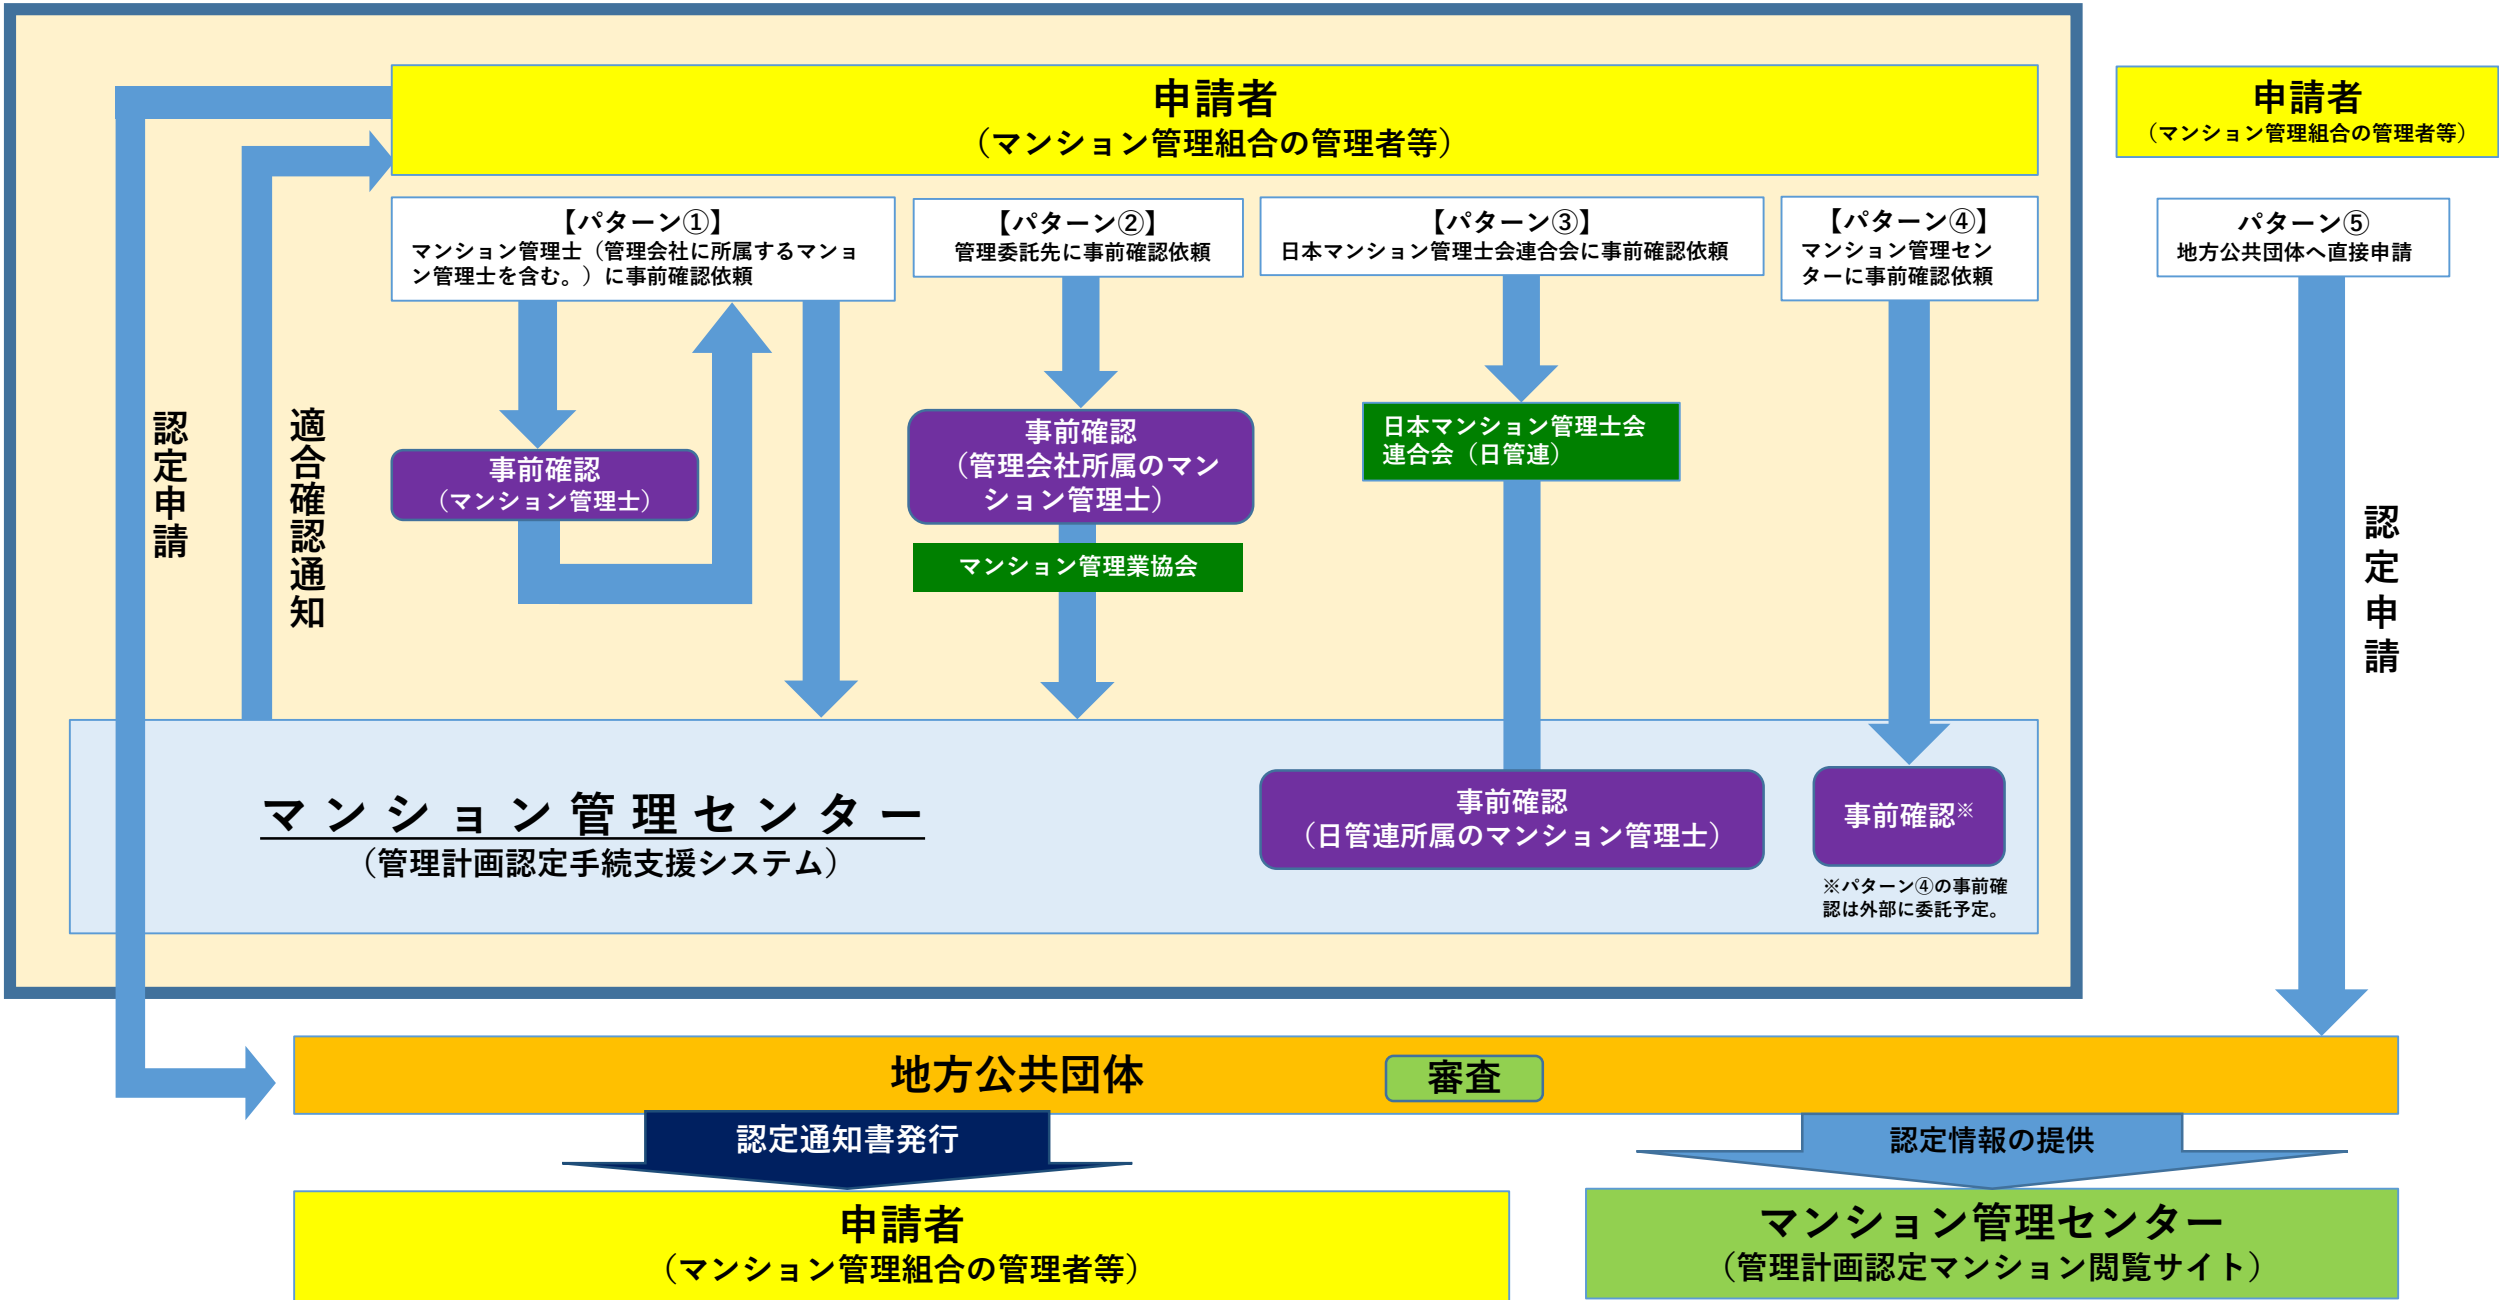 申請者
（マンション管理組合の管理者等）
申請者
（マンション管理組合の管理者等）
【パターン①】
マンション管理士（管理会社に所属するマンショ
ン管理士を含む。）に事前確認依頼
【パターン②】
管理委託先に事前確認依頼
【パターン③】
日本マンション管理士会連合会に事前確認依頼
【パターン④】
マンション管理セン
ターに事前確認依頼
パターン⑤
地方公共団体へ直接申請
認定申請
適合確認通知
事前確認
（マンション管理士）
事前確認
（管理会社所属のマン
ション管理士）
マンション管理業協会
日本マンション管理士会
連合会（日管連）
認定申請
マンション管理センター
（管理計画認定手続支援システム）
事前確認
（日管連所属のマンション管理士）
事前確認※
※パターン④の事前確
認は外部に委託予定。
地方公共団体
審査
認定通知書発行
認定情報の提供
申請者
（マンション管理組合の管理者等）
マンション管理センター
（管理計画認定マンション閲覧サイト）